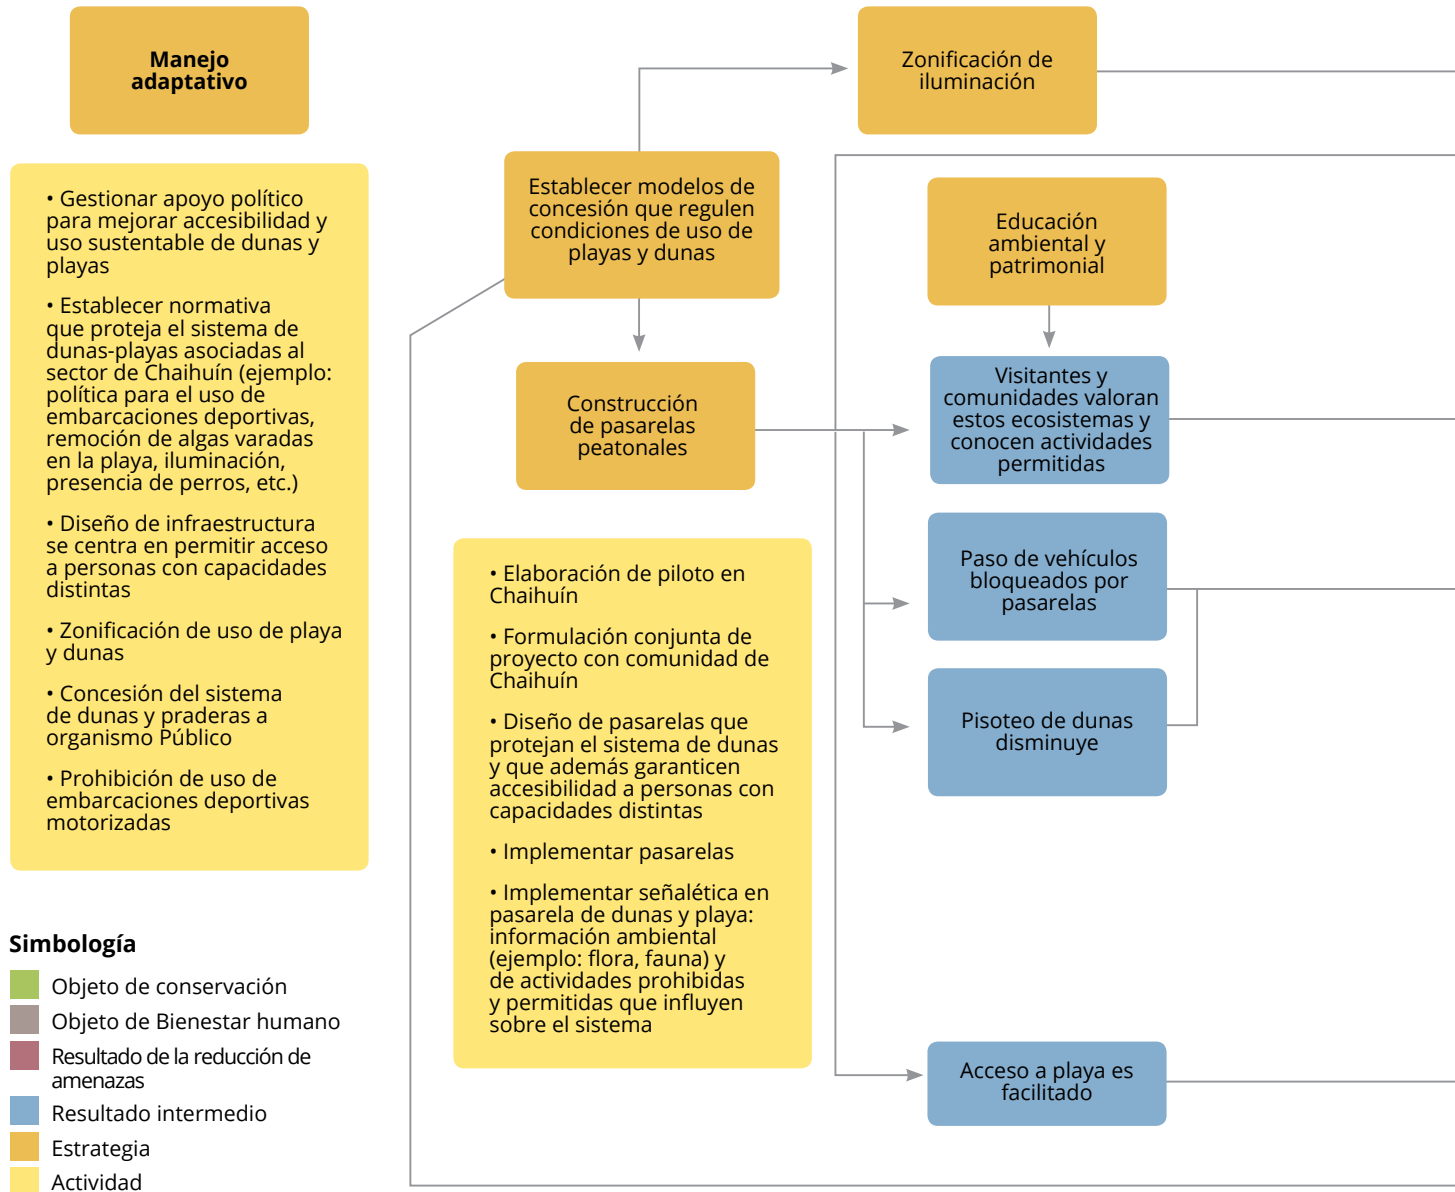 Manejo
adaptativo
• Gestionar apoyo político
para mejorar accesibilidad y
uso sustentable de dunas y
playas
• Establecer normativa
que proteja el sistema de
dunas-playas asociadas al
sector de Chaihuín (ejemplo:
política para el uso de
embarcaciones deportivas,
remoción de algas varadas
en la playa, iluminación,
presencia de perros, etc.)
• Diseño de infraestructura
se centra en permitir acceso
a personas con capacidades
distintas
• Zonificación de uso de playa
y dunas
• Concesión del sistema
de dunas y praderas a
organismo Público
• Prohibición de uso de
embarcaciones deportivas
motorizadas
Simbología
Objeto de conservación
Objeto de Bienestar humano
Resultado de la reducción de
amenazas
Resultado intermedio
Estrategia
Actividad
Establecer modelos de
concesión que regulen
condiciones de uso de
playas y dunas
Construcción
de pasarelas
peatonales
• Elaboración de piloto en
Chaihuín
• Formulación conjunta de
proyecto con comunidad de
Chaihuín
• Diseño de pasarelas que
protejan el sistema de dunas
y que además garanticen
accesibilidad a personas con
capacidades distintas
• Implementar pasarelas
• Implementar señalética en
pasarela de dunas y playa:
información ambiental
(ejemplo: flora, fauna) y
de actividades prohibidas
y permitidas que influyen
sobre el sistema
Zonificación de
iluminación
Educación
ambiental y
patrimonial
Visitantes y
comunidades valoran
estos ecosistemas y
conocen actividades
permitidas
Paso de vehículos
bloqueados por
pasarelas
Pisoteo de dunas
disminuye
Acceso a playa es
facilitado